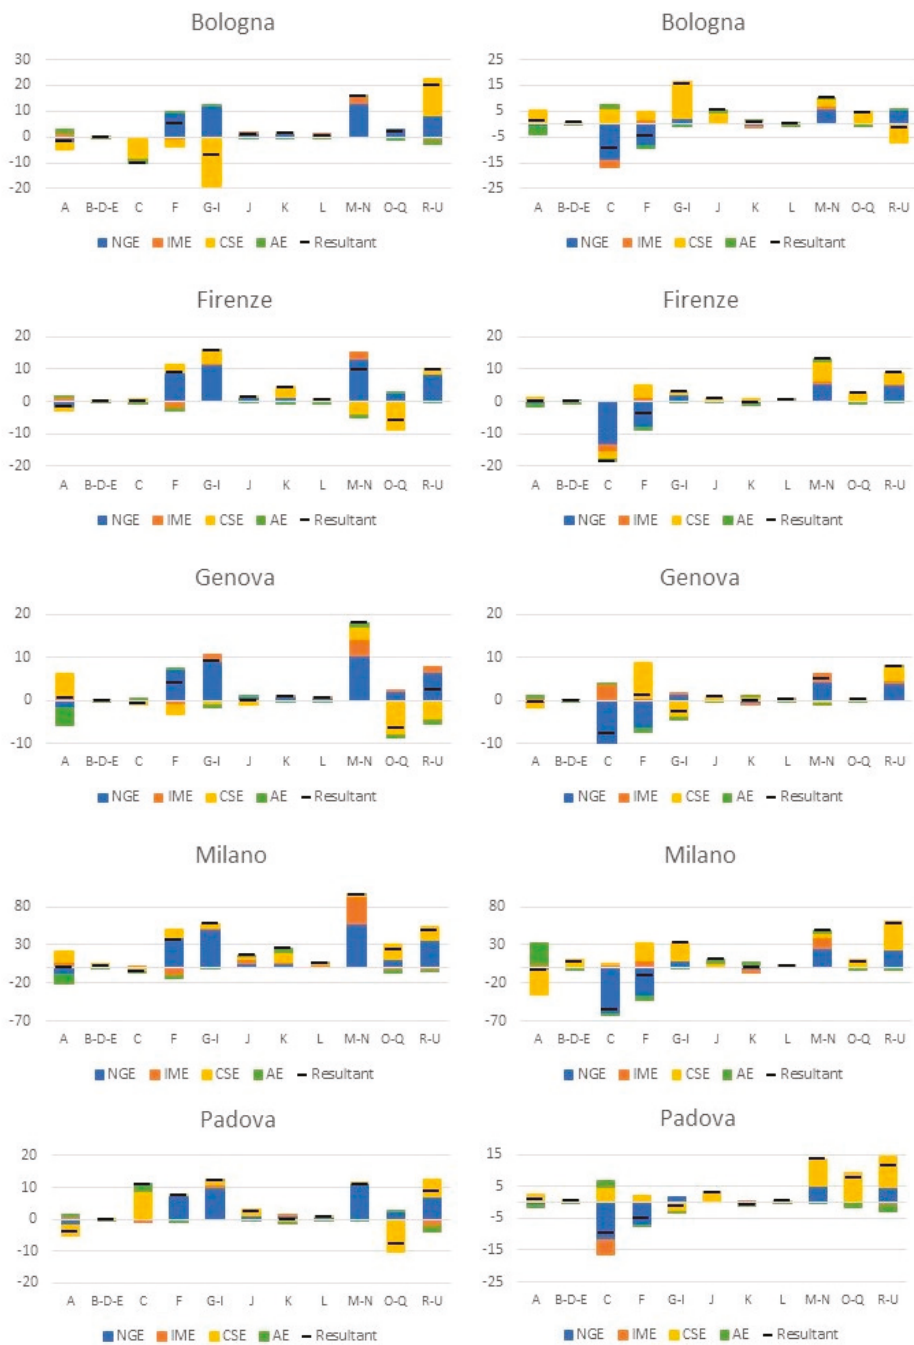 Bologna
30
20
10
0
-10
-20
A B-D-E C F G-I J K L M-N O-Q R-U
NGE IME CSE AE Resultant
Bologna
25
15
5
-5
-15
-25
A B-D-E C F G-I J K L M-N O-Q R-U
NGE IME CSE AE Resultant
Firenze
20
10
0
-10
-20
A B-D-E C F G-I J K L M-N O-Q R-U
NGE IME CSE AE Resultant
Firenze
20
10
0
-10
-20
A B-D-E C F G-I J K L M-N O-Q R-U
NGE IME CSE AE Resultant
Genova
20
10
0
-10
A B-D-E C F G-I J K L M-N O-Q R-U
NGE IME CSE AE Resultant
Genova
20
10
0
-10
A B-D-E C F G-I J K L M-N O-Q R-U
NGE IME CSE AE Resultant
Milano
80
30
-20
-70
A B-D-E C F G-I J K L M-N O-Q R-U
NGE IME CSE AE Resultant
Milano
80
30
-20
-70
A B-D-E C F G-I J K L M-N O-Q R-U
NGE IME CSE AE Resultant
Padova
20
10
0
-10
-20
A B-D-E C F G-I J K L M-N O-Q R-U
NGE IME CSE AE Resultant
Padova
15
5
-5
-15
-25
A B-D-E C F G-I J K L M-N O-Q R-U
NGE IME CSE AE Resultant